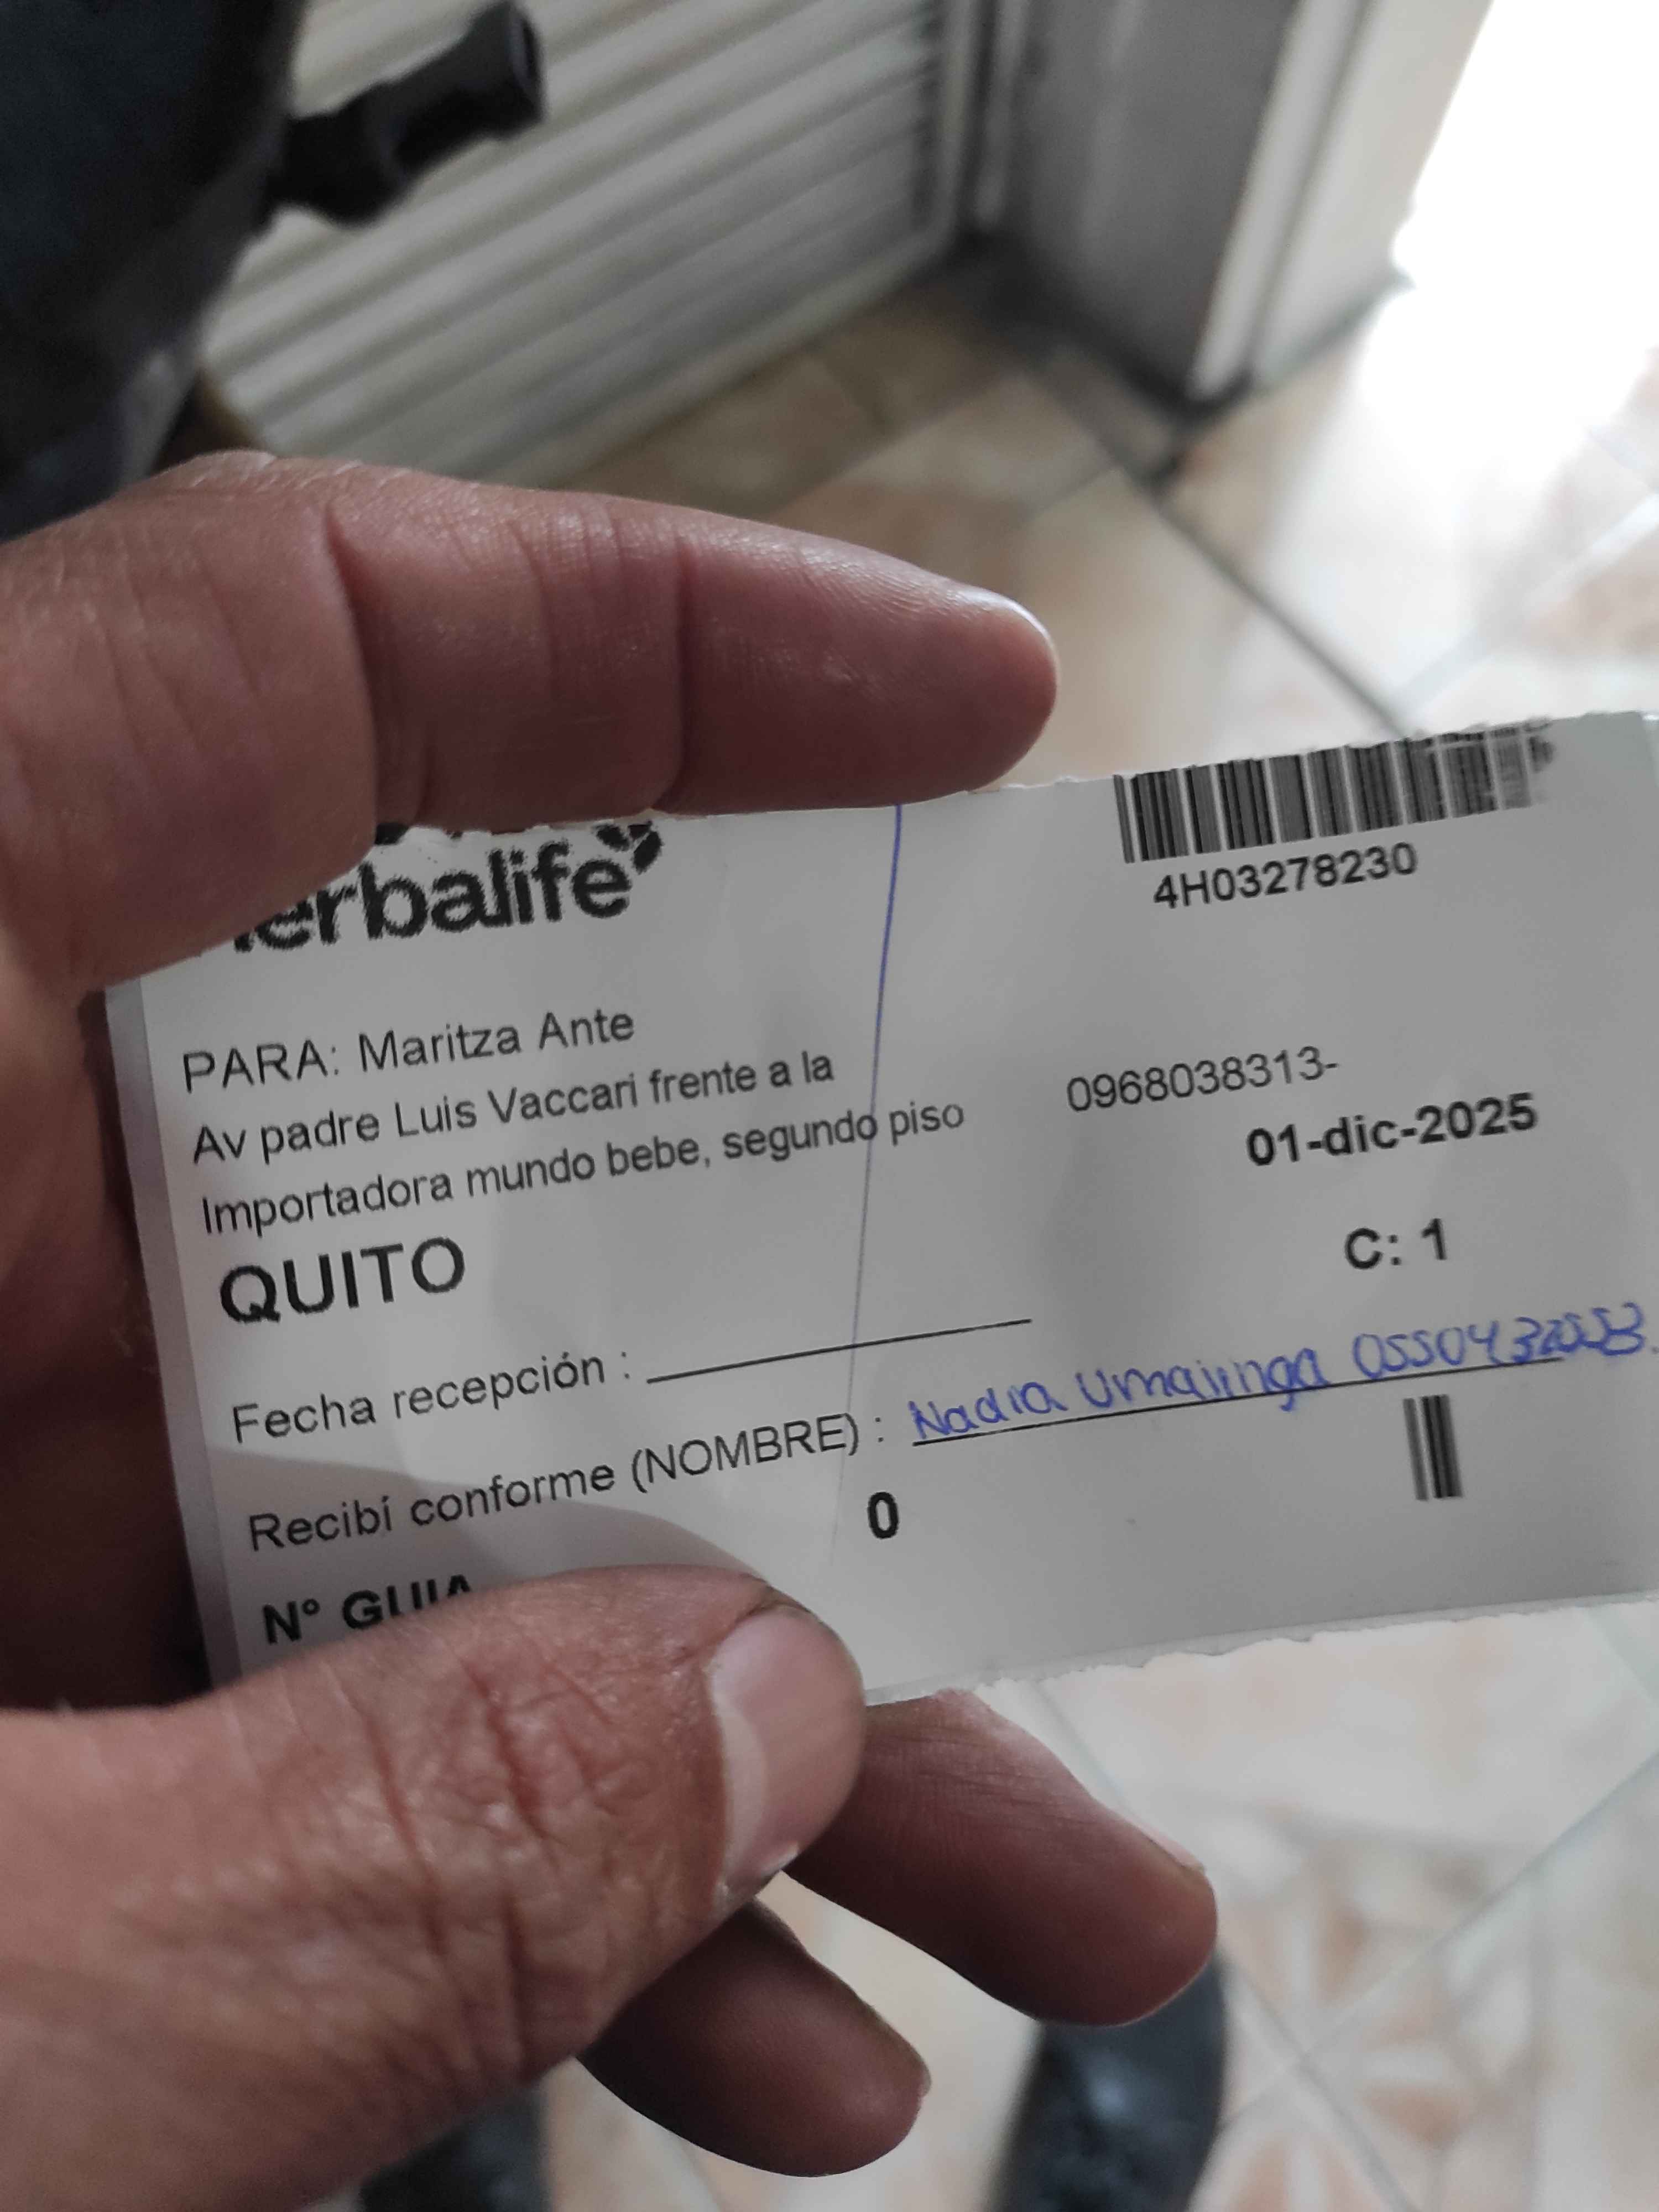 Herbalife
4H03278230
PARA: Maritza Ante
Av padre Luis Vaccari frente a la
Importadora mundo bebe, segundo piso
0968038313-
01-dic-2025
QUITO
C: 1
Fecha recepción :
Recibí conforme (NOMBRE) : Nadia Umajinga
N° GUIA
0